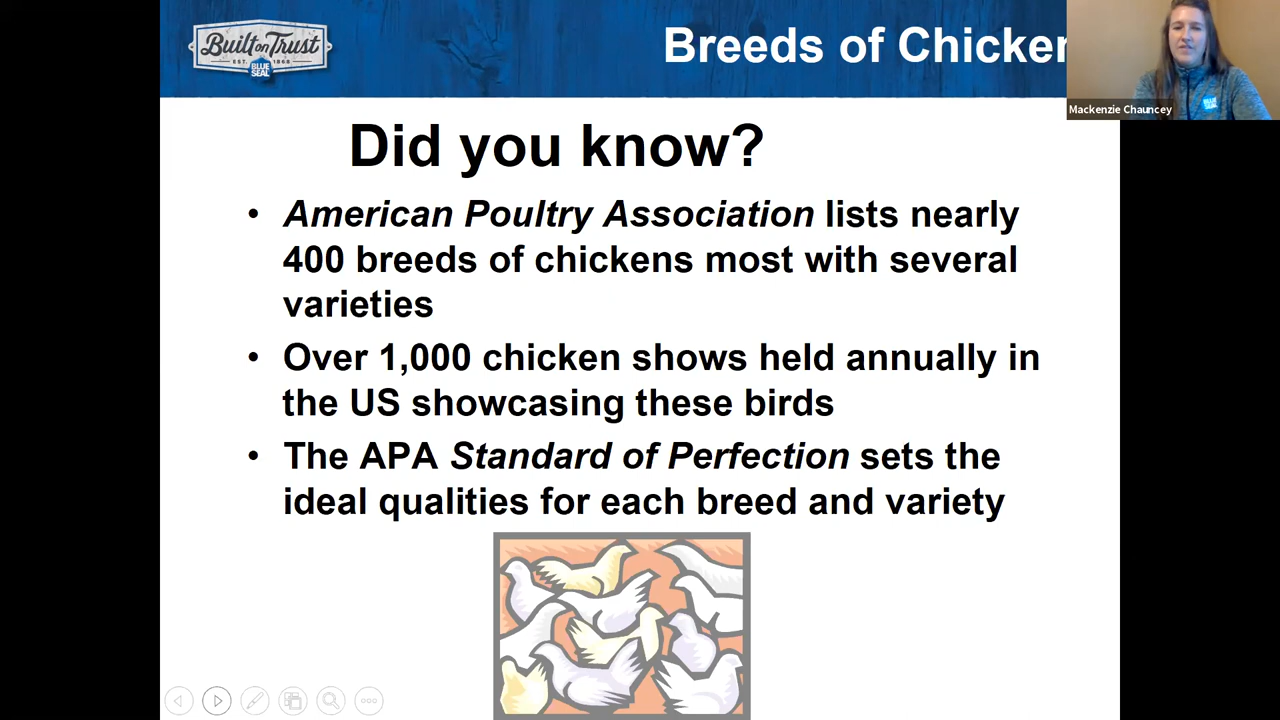 Built on Trust
EST. 1868
BLUE
SEAL
Breeds of Chicken
Mackenzie Chauncey
BLUE
SEAL
Did you know?
• American Poultry Association lists nearly
400 breeds of chickens most with several
varieties
• Over 1,000 chicken shows held annually in
the US showcasing these birds
• The APA Standard of Perfection sets the
ideal qualities for each breed and variety